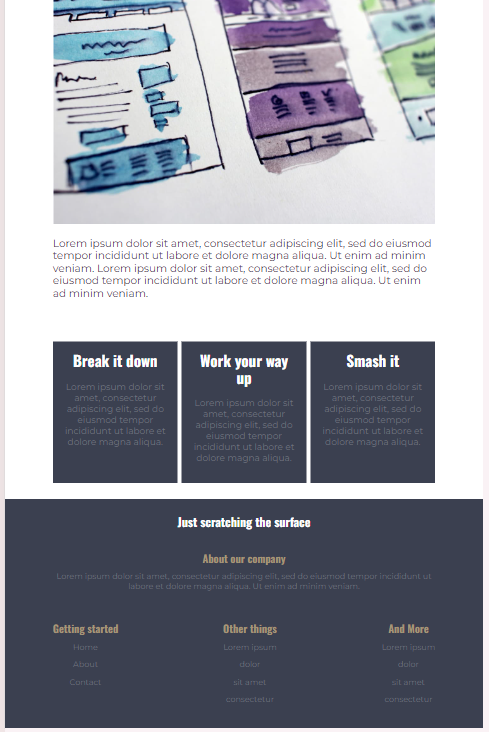 Lorem ipsum dolor sit amet, consectetur adipiscing elit, sed do eiusmod
tempor incididunt ut labore et dolore magna aliqua. Ut enim ad minim
veniam. Lorem ipsum dolor sit amet, consectetur adipiscing elit, sed do
eiusmod tempor incididunt ut labore et dolore magna aliqua. Ut enim
ad minim veniam.
Break it down
Lorem ipsum dolor sit
amet, consectetur
adipiscing elit, sed do
eiusmod tempor
incididunt ut labore et
dolore magna aliqua.
Work your way
up
Lorem ipsum dolor sit
amet, consectetur
adipiscing elit, sed do
eiusmod tempor
incididunt ut labore et
dolore magna aliqua.
Smash it
Lorem ipsum dolor sit
amet, consectetur
adipiscing elit, sed do
eiusmod tempor
incididunt ut labore et
dolore magna aliqua.
Just scratching the surface
About our company
Lorem ipsum dolor sit amet, consectetur adipiscing elit, sed do eiusmod tempor incididunt ut
labore et dolore magna aliqua. Ut enim ad minim veniam.
Getting started
Home
About
Contact
Other things
Lorem ipsum
dolor
sit amet
consectetur
And More
Lorem ipsum
dolor
sit amet
consectetur